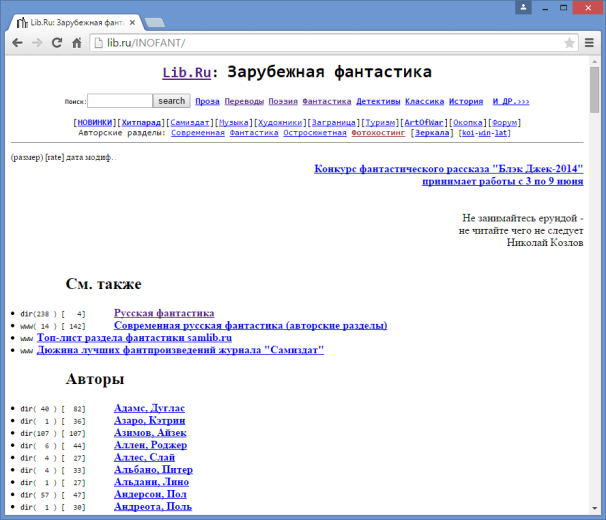 Lib.Ru: Зарубежная фант
lib.ru/INOFANT/
Lib.Ru: Зарубежная фантастика
Поиск: search Проза Переводы Поэзия Фантастика Детективы Классика История И ДР.>>>
[НОВИНКИ][Хитпарад][Самиздат][Музыка][Художники][Заграница][Туризм][ArtOfWar][Окопка][Форум]
Авторские разделы: Современная Фантастика Остросюжетная Фотохостинг [Зеркала] [koi-win-lat]
(размер) [rate] дата модиф. .
Конкурс фантастического рассказа "Блэк Джек-2014"
принимает работы с 3 по 9 июня
Не занимайтесь ерундой -
не читайте чего не следует
Николай Козлов
См. также
dir(238 ) [ 4] Русская фантастика
www( 14 ) [ 142] Современная русская фантастика (авторские разделы)
www Топ-лист раздела фантастики samlib.ru
www Дюжина лучших фантпроизведений журнала "Самиздат"
Авторы
dir( 40 ) [ 82] Адамс, Дуглас
dir( 1 ) [ 36] Азаро, Кэтрин
dir(107 ) [ 107] Азимов, Айзек
dir( 6 ) [ 44] Аллен, Роджер
dir( 4 ) [ 27] Аллес, Слай
dir( 4 ) [ 33] Альбано, Питер
dir( 1 ) [ 27] Альдани, Лино
dir( 57 ) [ 47] Андерсон, Пол
dir( 1 ) [ 30] Андреота, Поль